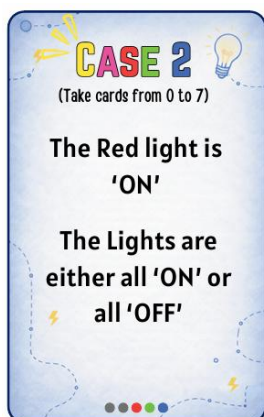 CASE 2
(Take cards from 0 to 7)
The Red light is
‘ON’
The Lights are
either all ‘ON’ or
all ‘OFF’